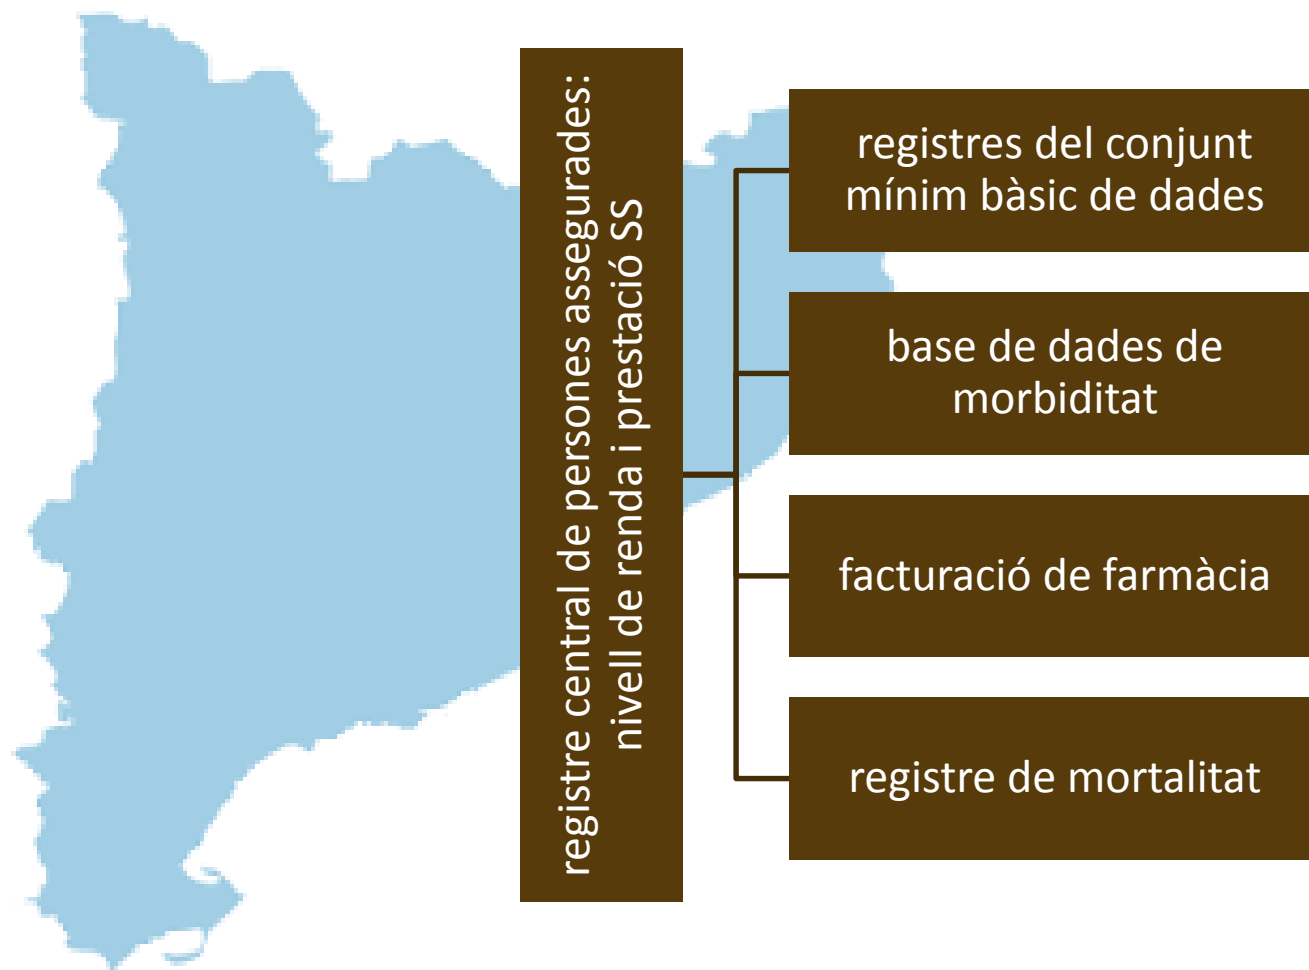 registre central de persones assegurades:
nivell de renda i prestació SS
registres del conjunt
mínim bàsic de dades
base de dades de
morbiditat
facturació de farmàcia
registre de mortalitat